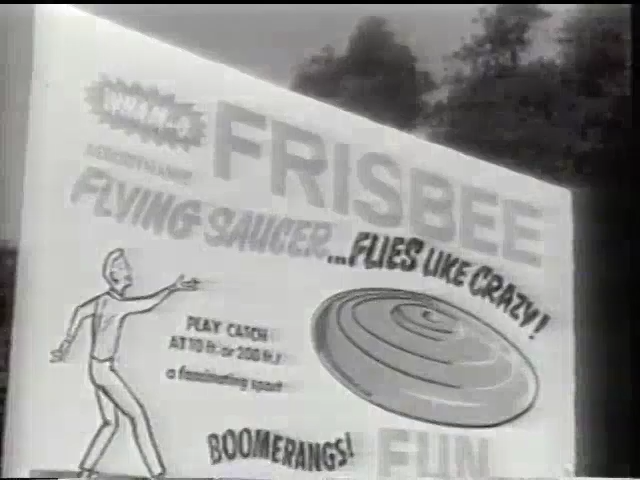 WHAM-O
FRISBEE
FLYING SAUCER...FLIES LIKE CRAZY!
PLAY CATCH
AT 10 ft. or 200 ft.!
a fascinating sport
BOOMERANGS!
FUN